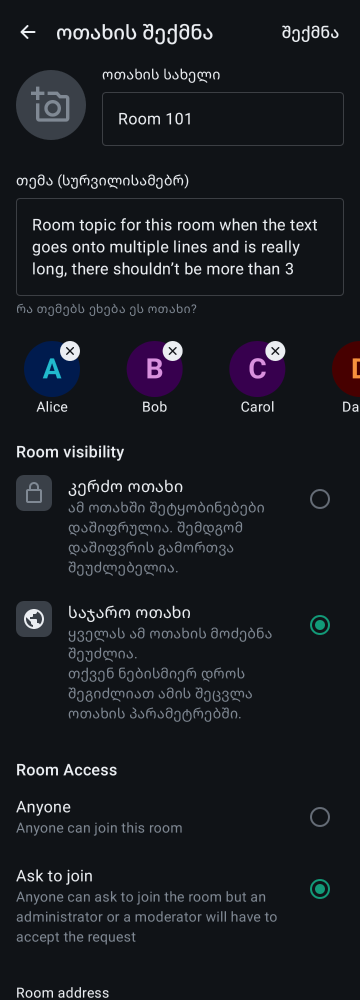 ოთახის შექმნა
შექმნა
ოთახის სახელი
Room 101
თემა (სურვილისამებრ)
Room topic for this room when the text
goes onto multiple lines and is really
long, there shouldn’t be more than 3
რა თემებს ეხება ეს ოთახი?
A
B
C
D
Alice
Bob
Carol
Da
Room visibility
კერძო ოთახი
ამ ოთახში შეტყობინებები
დაშიფრულია. შემდგომ
დაშიფვრის გამორთვა
შეუძლებელია.
საჯარო ოთახი
ყველას ამ ოთახის მოძებნა
შეუძლია.
თქვენ ნებისმიერ დროს
შეგიძლიათ ამის შეცვლა
ოთახის პარამეტრებში.
Room Access
Anyone
Anyone can join this room
Ask to join
Anyone can ask to join the room but an
administrator or a moderator will have to
accept the request
Room address